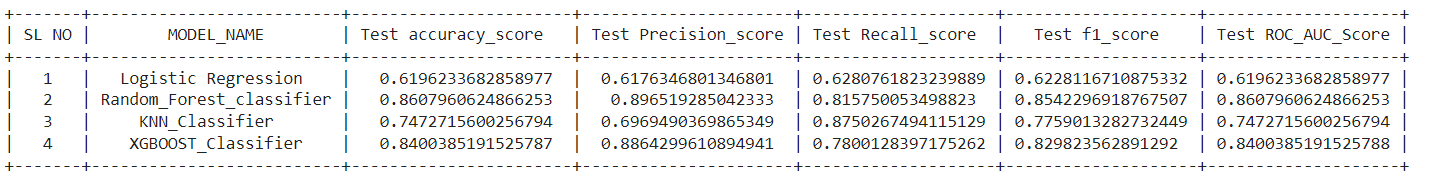 +-------+--------------------------+---------------------+----------------------+--------------------+--------------------+--------------------+
| SL NO |        MODEL_NAME        | Test accuracy_score | Test Precision_score | Test Recall_score |   Test f1_score    | Test ROC_AUC_Score |
+-------+--------------------------+---------------------+----------------------+--------------------+--------------------+--------------------+
|   1   |   Logistic Regression    |  0.6196233682858977 |  0.6176346801346801  | 0.6280761823239889 | 0.6228116710875332 | 0.6196233682858977 |
|   2   | Random_Forest_classifier |  0.8607960624866253 |  0.896519285042333   | 0.815750053498823  | 0.8542296918767507 | 0.8607960624866253 |
|   3   |      KNN_Classifier      |  0.7472715600256794 |  0.6969490369865349  | 0.8750267494115129 | 0.7759013282732449 | 0.7472715600256794 |
|   4   |    XGBOOST_Classifier    |  0.8400385191525787 |  0.8864299610894941  | 0.7800128397175262 | 0.829823562891292  | 0.8400385191525788 |
+-------+--------------------------+---------------------+----------------------+--------------------+--------------------+--------------------+